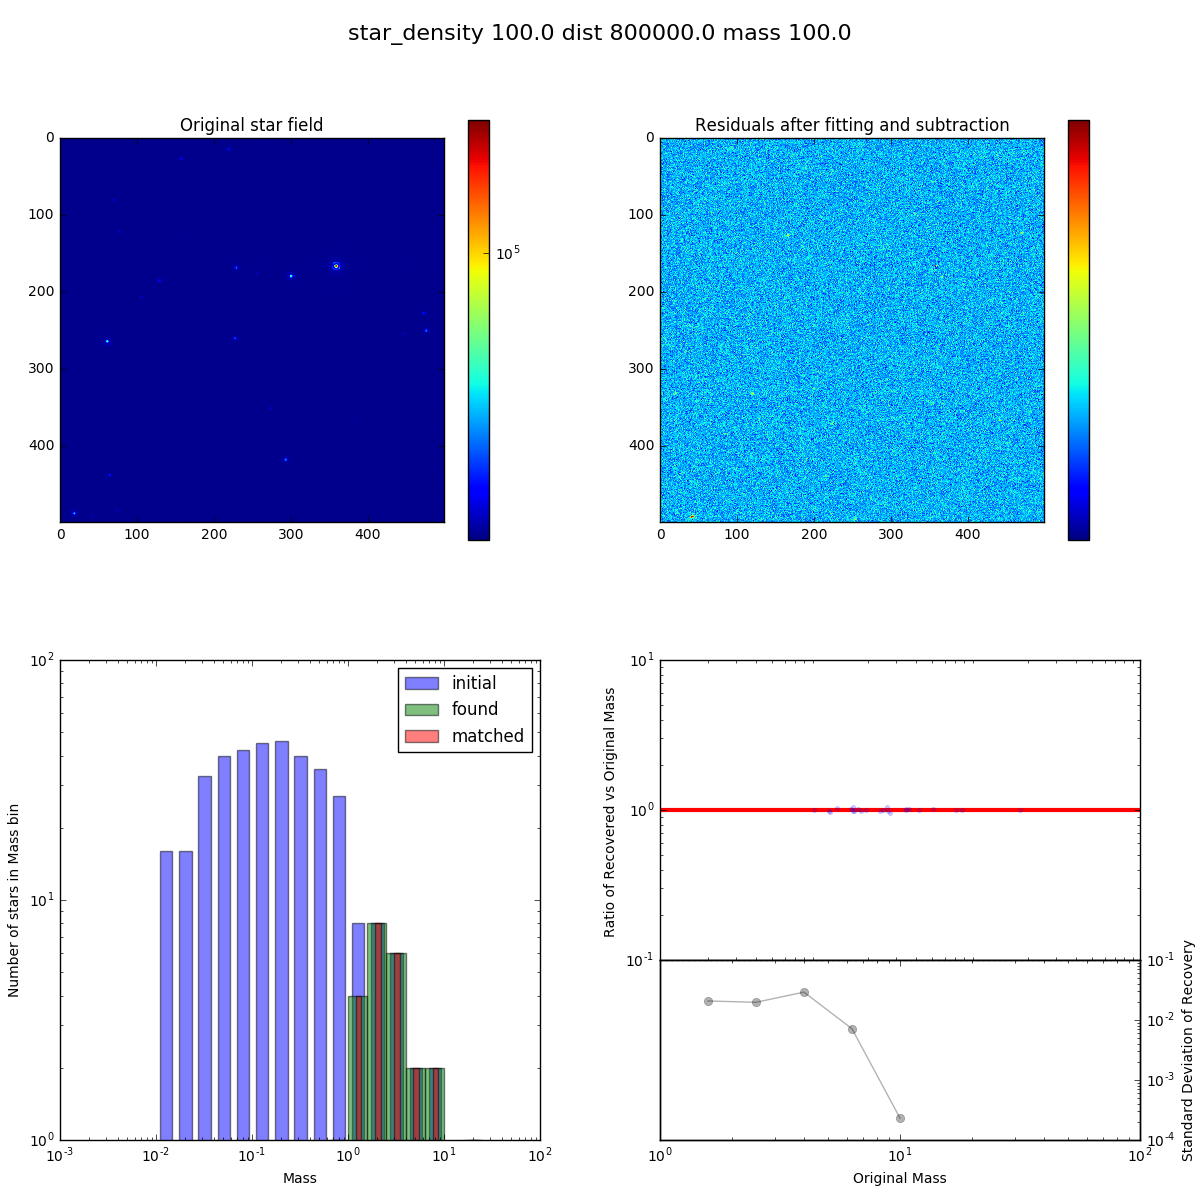 star_density 100.0 dist 800000.0 mass 100.0
Original star field
0
100
200
300
400
0 100 200 300 400
10^5
Residuals after fitting and subtraction
0
100
200
300
400
0 100 200 300 400
Number of stars in Mass bin
10^2
10^1
10^0
initial
found
matched
10^-3 10^-2 10^-1 10^0 10^1 10^2
Mass
Ratio of Recovered vs Original Mass
10^1
10^0
10^-1
10^-1
10^-2
10^-3
10^-4
Standard Deviation of Recovery
10^0 10^1 10^2
Original Mass